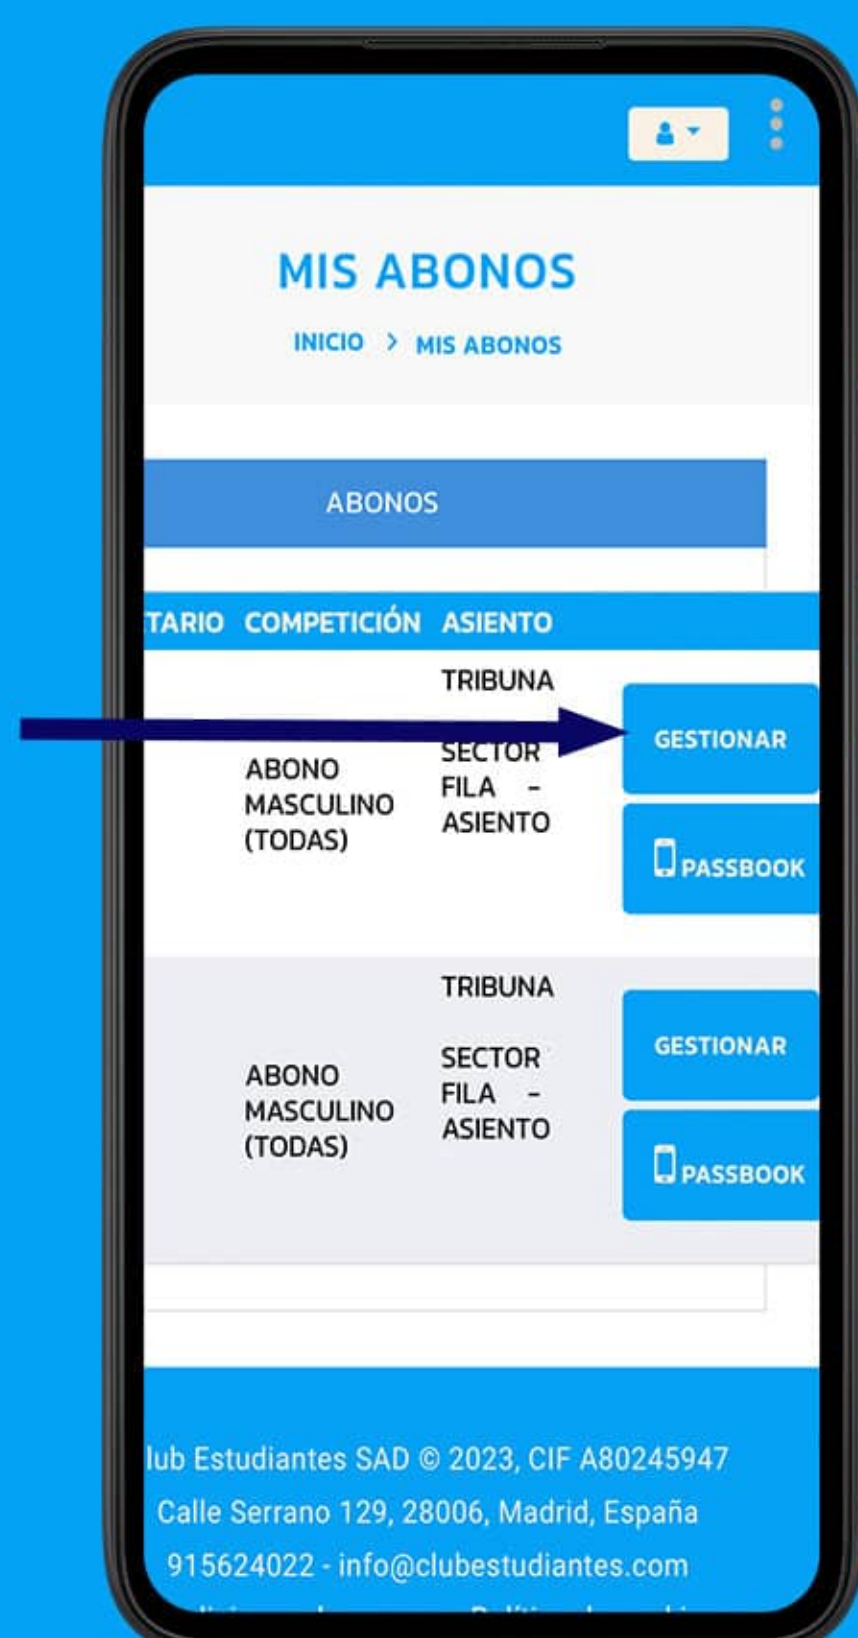 MIS ABONOS
INICIO > MIS ABONOS
ABONOS
TARIO COMPETICIÓN ASIENTO
TRIBUNA
SECTOR
FILA -
ASIENTO
ABONO
MASCULINO
(TODAS)
GESTIONAR
PASSBOOK
TRIBUNA
SECTOR
FILA -
ASIENTO
ABONO
MASCULINO
(TODAS)
GESTIONAR
PASSBOOK
lub Estudiantes SAD © 2023, CIF A80245947
Calle Serrano 129, 28006, Madrid, España
915624022 - info@clubestudiantes.com